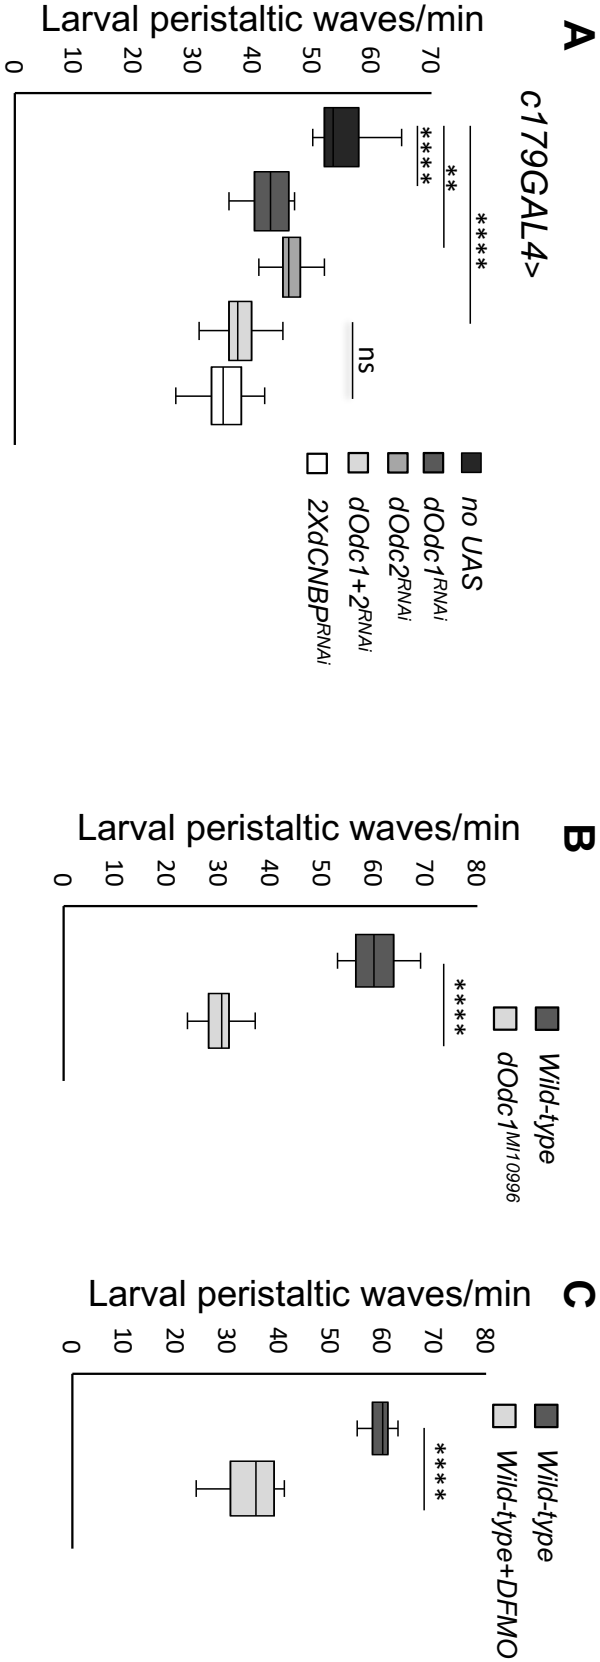 A
c179GAL4>
Larval peristaltic waves/min
70
60
50
40
30
20
10
0
****
**
****
ns
no UAS
dOdc1RNAi
dOdc2RNAi
dOdc1+2RNAi
2XdCNBPRNAi
B
Larval peristaltic waves/min
80
70
60
50
40
30
20
10
0
****
Wild-type
dOdc1MI10996
C
Larval peristaltic waves/min
80
70
60
50
40
30
20
10
0
****
Wild-type
Wild-type+DFMO